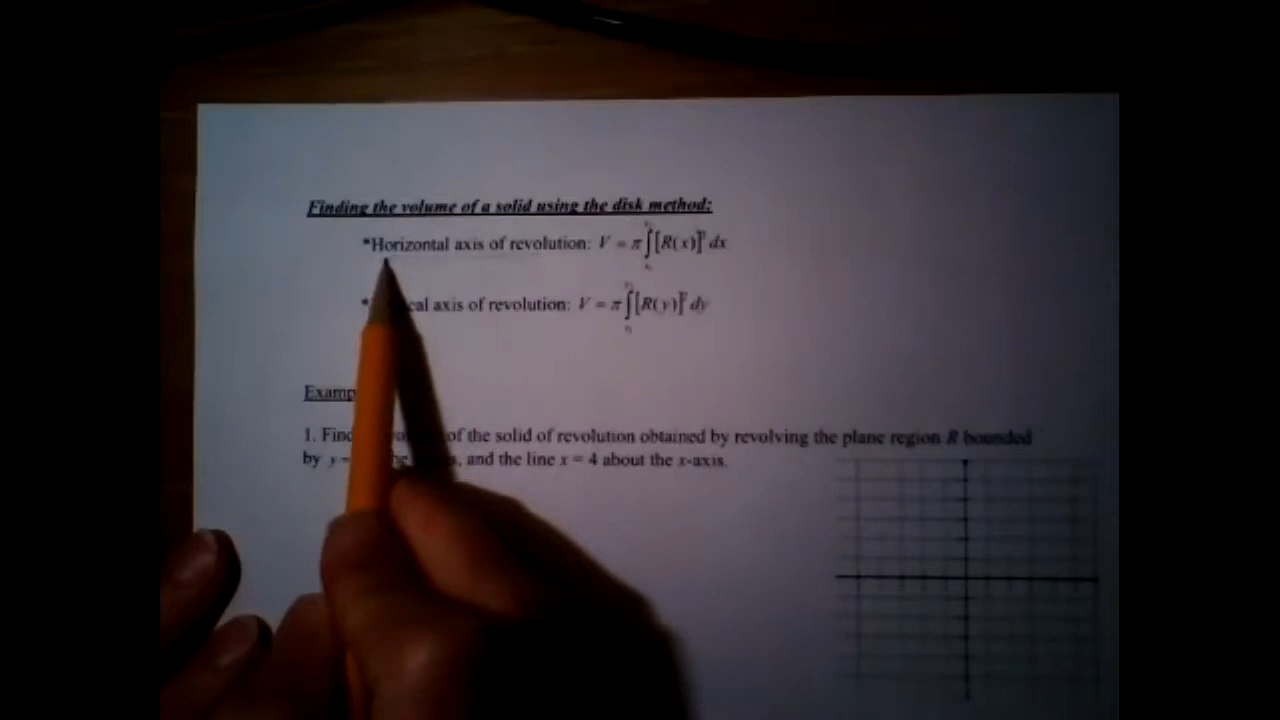 Finding the volume of a solid using the disk method:
*Horizontal axis of revolution: V = π∫[R(x)]² dx
* cal axis of revolution: V = π∫[R(y)]² dy
Examp
1. Find of the solid of revolution obtained by revolving the plane region R bounded
by y = , and the line x = 4 about the x-axis.